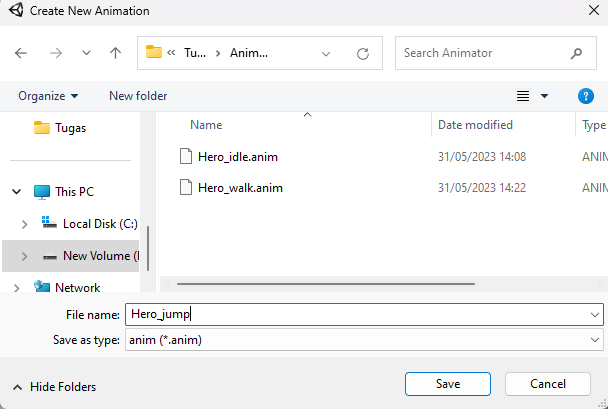 Create New Animation
« Tu... Anim...
Search Animator
Organize New folder
?
Name Date modified Type
Tugas
Hero_idle.anim 31/05/2023 14:08 ANIM
Hero_walk.anim 31/05/2023 14:22 ANIM
This PC
Local Disk (C:)
New Volume (
Network
File name: Hero_jump
Save as type: anim (*.anim)
Hide Folders
Save
Cancel